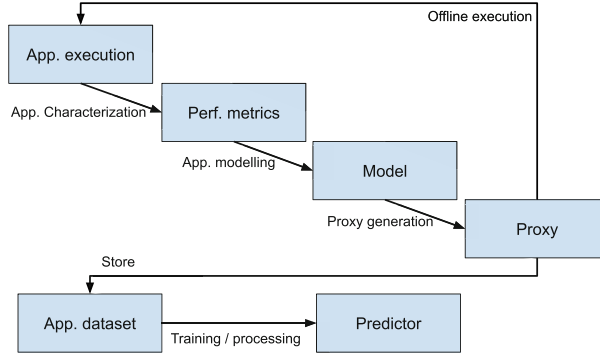 Offline execution
App. execution
App. Characterization
Perf. metrics
App. modelling
Model
Proxy generation
Proxy
Store
App. dataset
Training / processing
Predictor